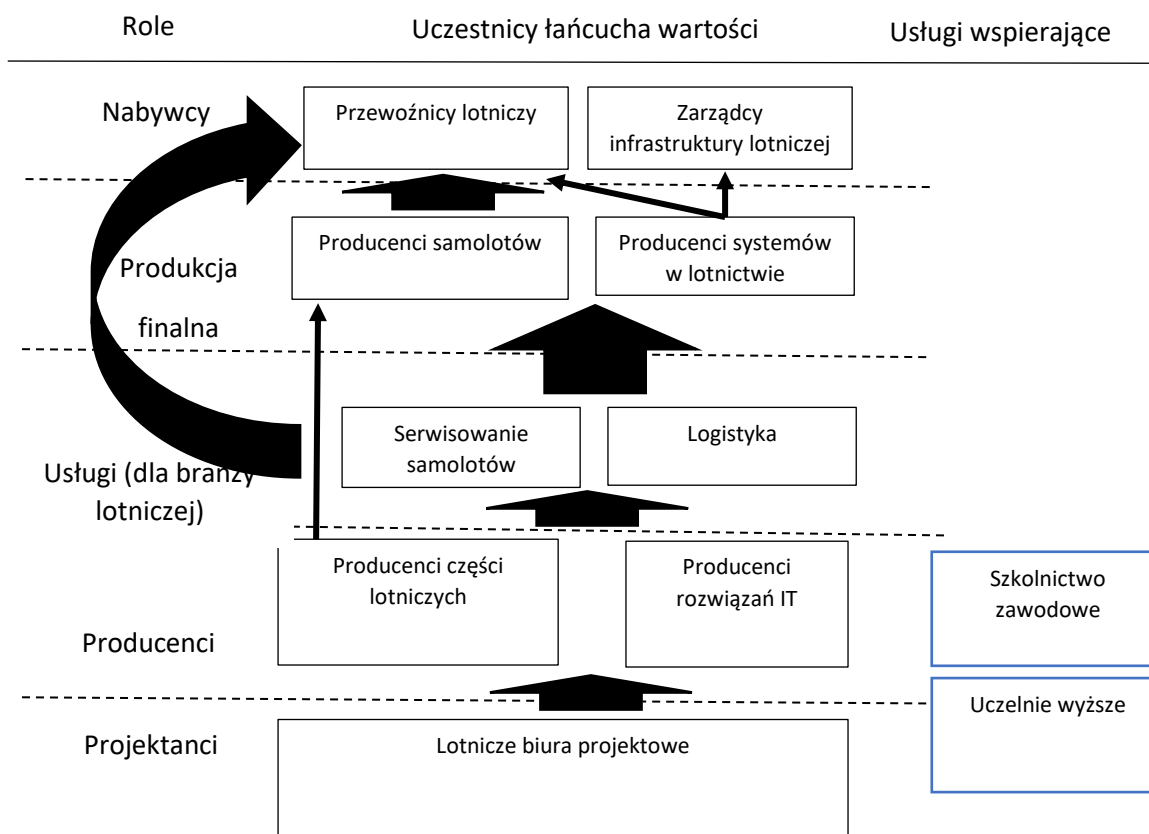 Role
Uczestnicy łańcucha wartości
Usługi wspierające
Nabywcy
Przewoźnicy lotniczy
Zarządcy
infrastruktury lotniczej
Produkcja
finalna
Producenci samolotów
Producenci systemów
w lotnictwie
Usługi (dla branży
lotniczej)
Serwisowanie
samolotów
Logistyka
Producenci
Producenci części
lotniczych
Producenci
rozwiązań IT
Szkolnictwo
zawodowe
Projektanci
Lotnicze biura projektowe
Uczelnie wyższe